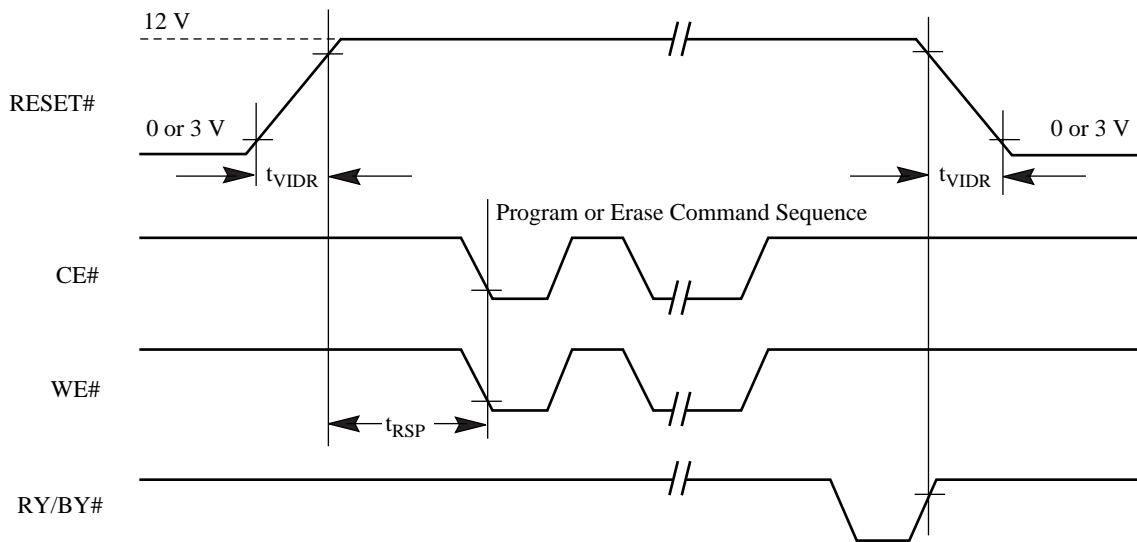 12 V
RESET#
0 or 3 V
0 or 3 V
tVIDR
tVIDR
Program or Erase Command Sequence
CE#
WE#
tRSP
RY/BY#